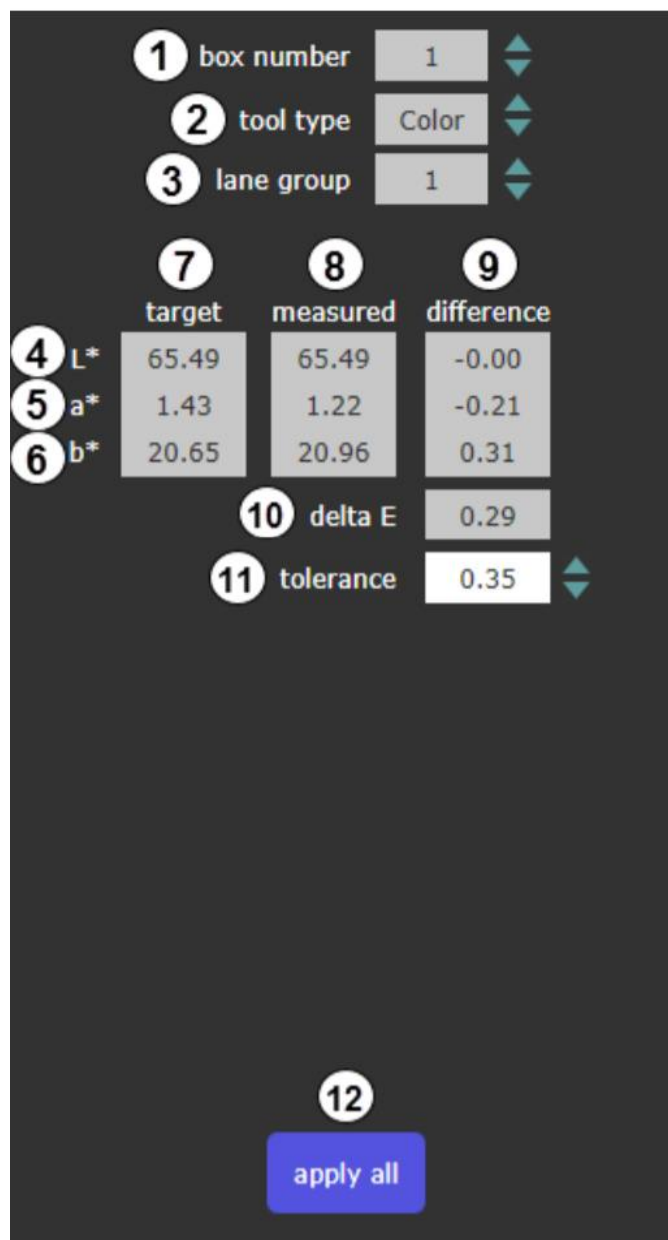 1 box number 1
2 tool type Color
3 lane group 1
7 8 9
target measured difference
4 L* 65.49 65.49 -0.00
5 a* 1.43 1.22 -0.21
6 b* 20.65 20.96 0.31
10 delta E 0.29
11 tolerance 0.35
12
apply all